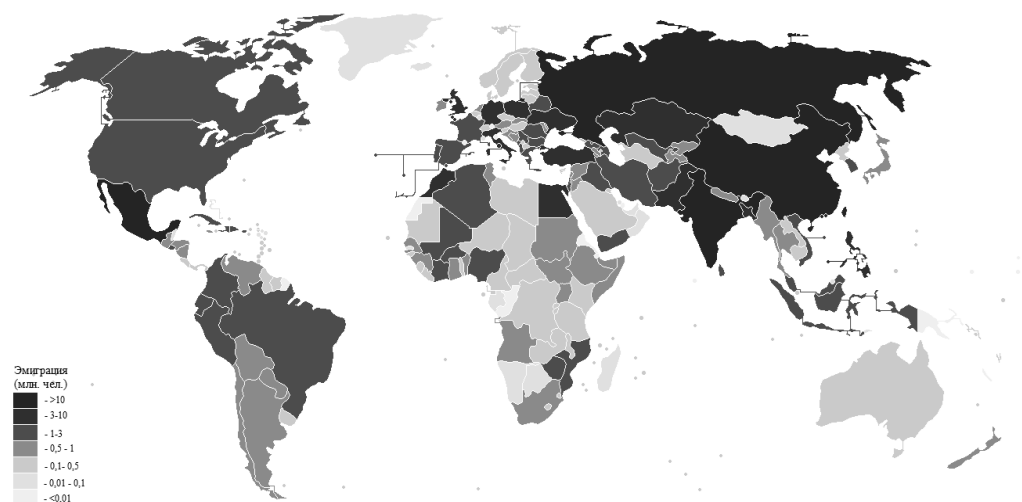 Эмиграция
(млн. чел.)
- >10
- 3-10
- 1-3
- 0,5 - 1
- 0,1- 0,5
- 0,01 - 0,1
- <0.01